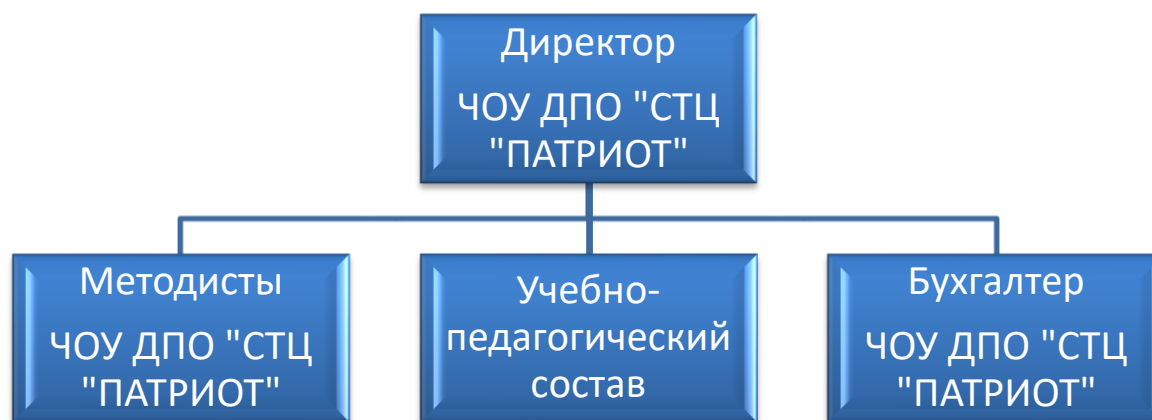 Директор
ЧОУ ДПО "СТЦ
"ПАТРИОТ"
Методисты
ЧОУ ДПО "СТЦ
"ПАТРИОТ"
Учебно-
педагогический
состав
Бухгалтер
ЧОУ ДПО "СТЦ
"ПАТРИОТ"